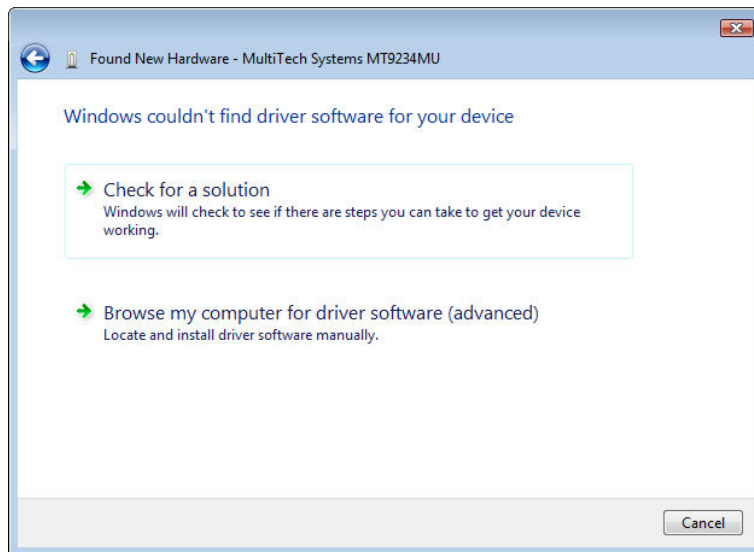 Found New Hardware - MultiTech Systems MT9234MU
Windows couldn't find driver software for your device
Check for a solution
Windows will check to see if there are steps you can take to get your device
working.
Browse my computer for driver software (advanced)
Locate and install driver software manually.
Cancel